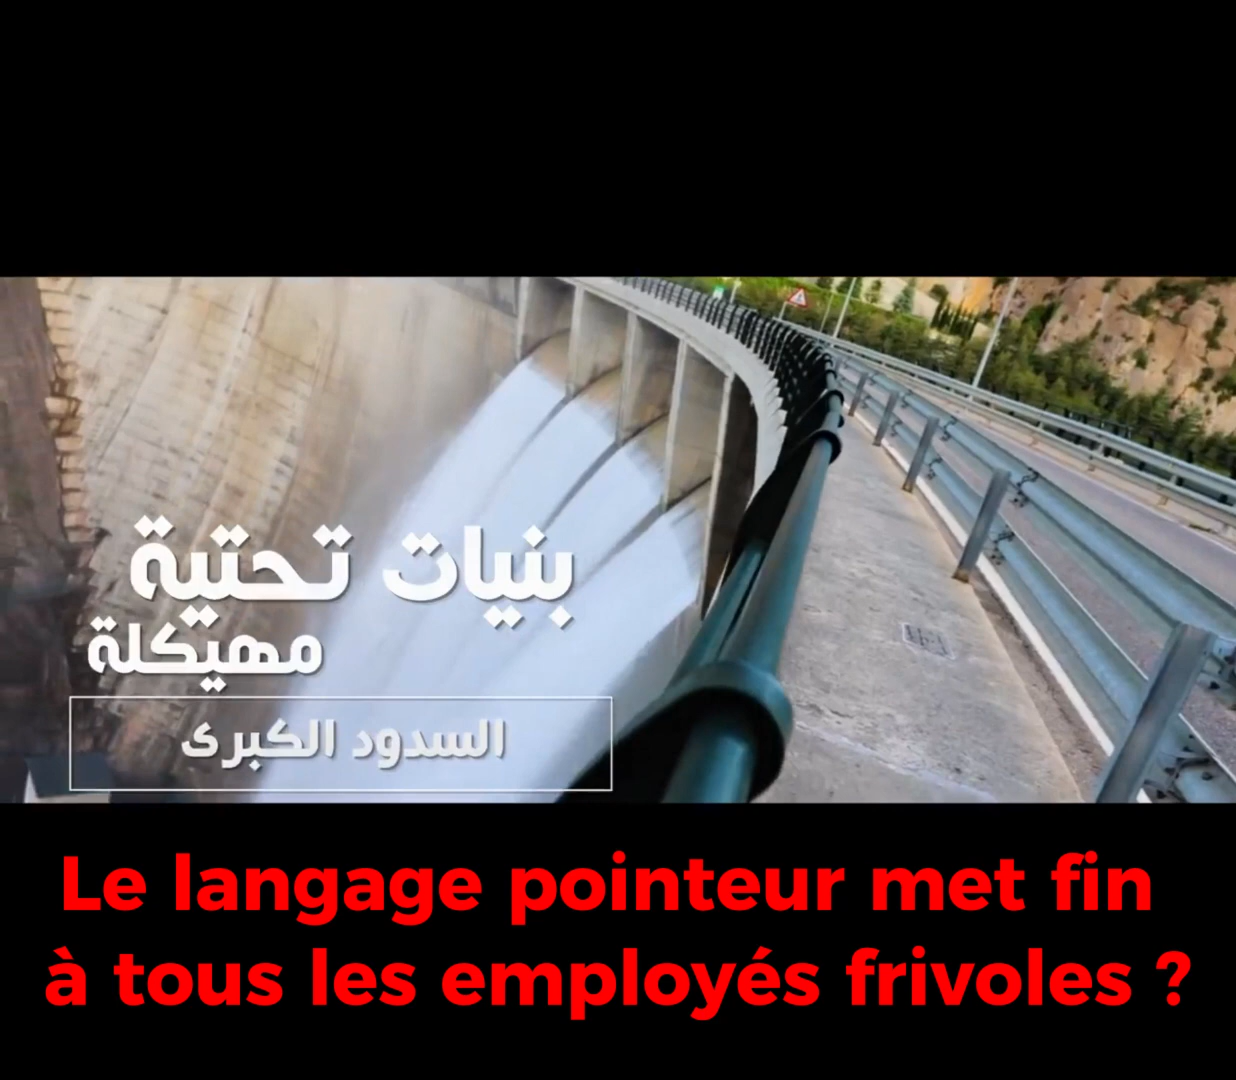 بنيات تحتية
مهيكلة
السدود الكبرى
Le langage pointeur met fin
à tous les employés frivoles ?